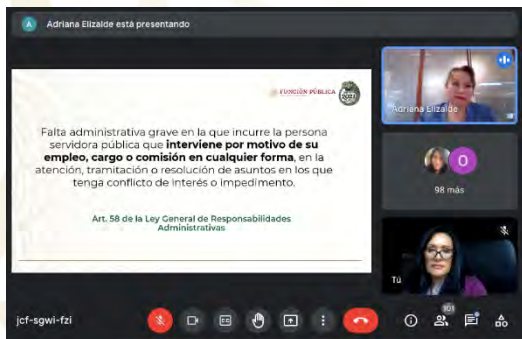 A
Adriana Elizalde está presentando
FUNCIÓN PÚBLICA
Falta administrativa grave en la que incurre la persona
servidora pública que interviene por motivo de su
empleo, cargo o comisión en cualquier forma, en la
atención, tramitación o resolución de asuntos en los que
tenga conflicto de interés o impedimento.
Art. 58 de la Ley General de Responsabilidades
Administrativas
Adriana Elizalde
O
98 más
Tú
jcf-sgwi-fzi
CC
101